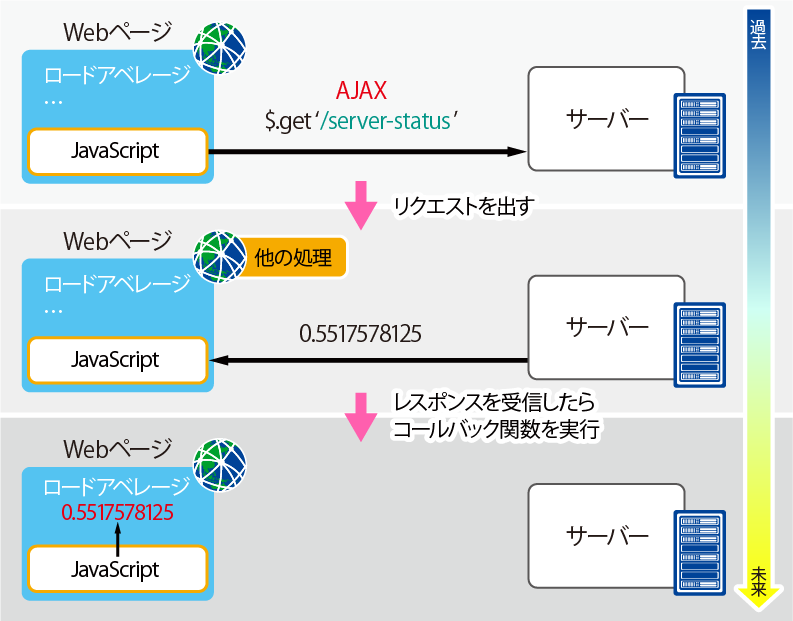 Webページ
ロードアベレージ
…
JavaScript
AJAX
$.get ‘/server-status’
サーバー
過去
リクエストを出す
Webページ
他の処理
ロードアベレージ
…
JavaScript
0.5517578125
サーバー
レスポンスを受信したら
コールバック関数を実行
Webページ
ロードアベレージ
0.5517578125
JavaScript
サーバー
未来